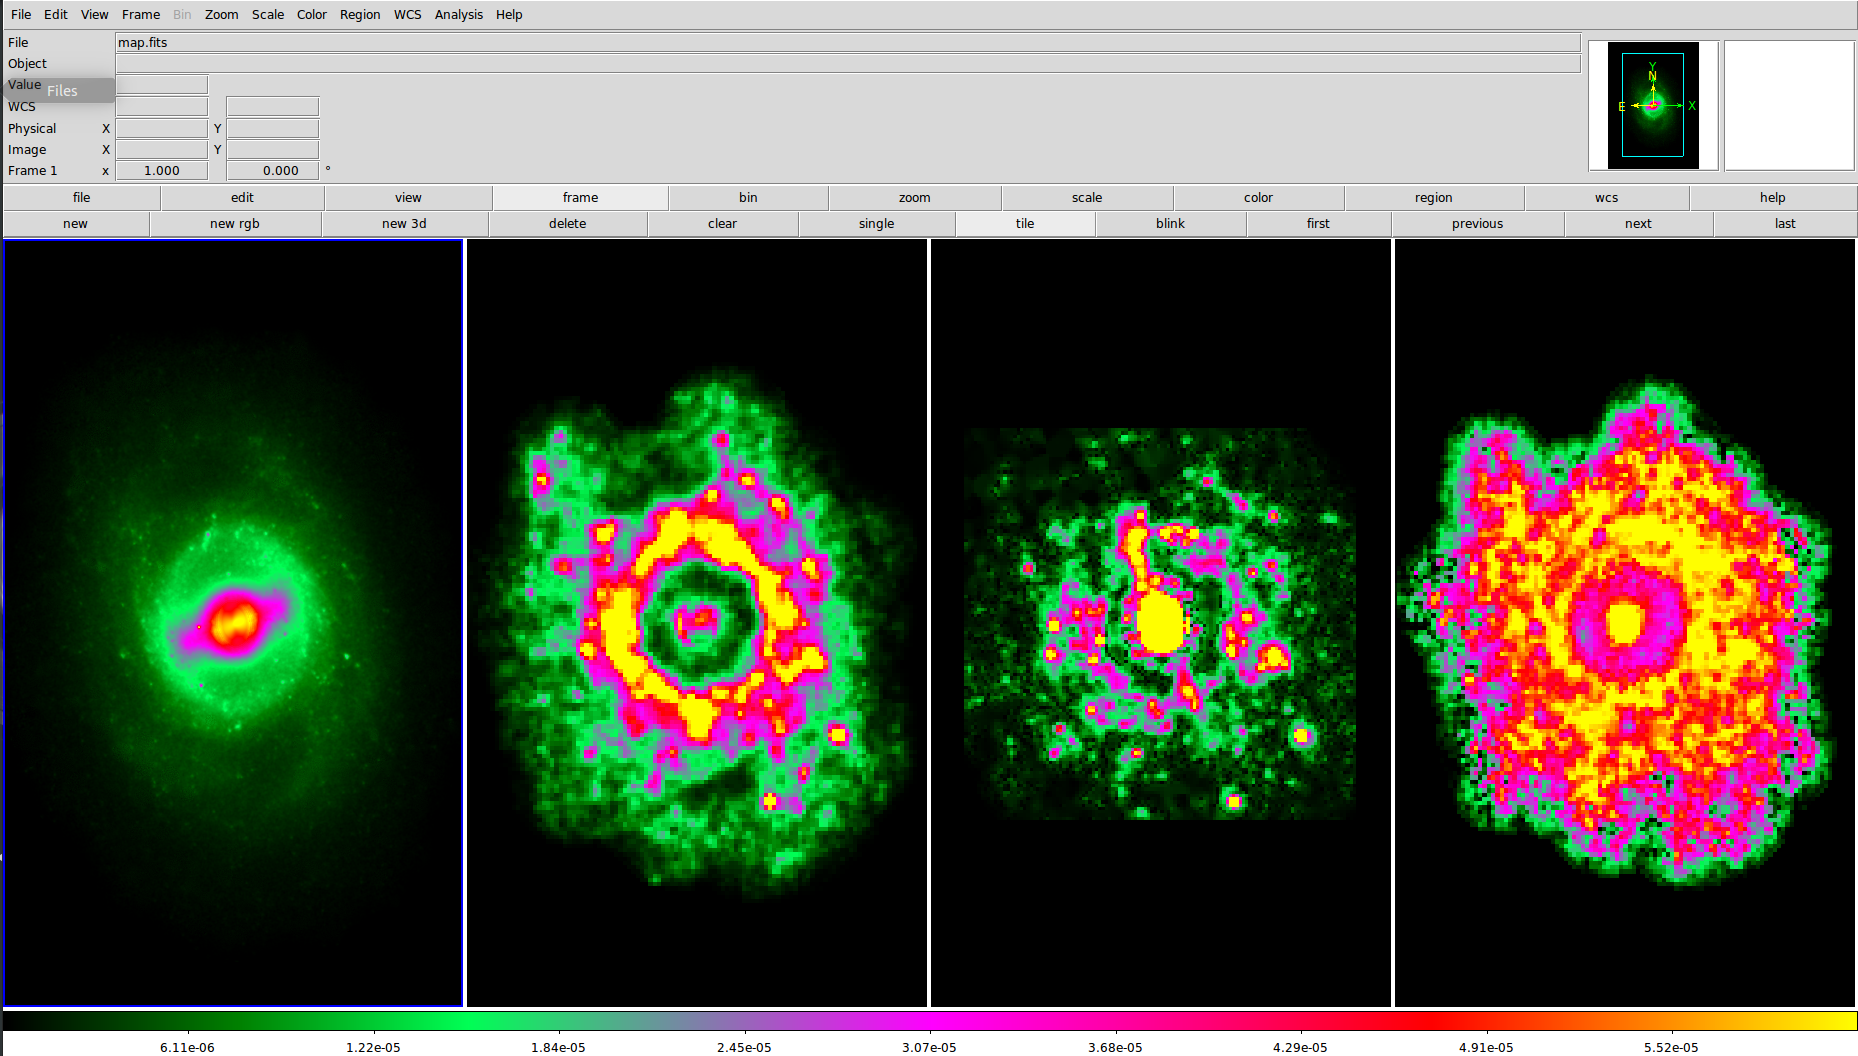 File Edit View Frame Bin Zoom Scale Color Region WCS Analysis Help
File map.fits
Object
Value Files
WCS
Physical X Y
Image X Y
Frame 1 x 1.000 0.000 °
Y
N
E X
file edit view frame bin zoom scale color region wcs help
new new rgb new 3d delete clear single tile blink first previous next last
6.11e-06 1.22e-05 1.84e-05 2.45e-05 3.07e-05 3.68e-05 4.29e-05 4.91e-05 5.52e-05